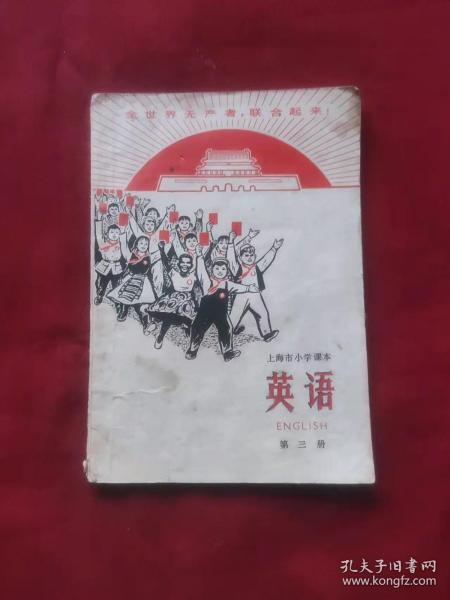 全世界无产者，联合起来！
上海市小学课本
英语
ENGLISH
第三册
孔夫子旧书网
www.kongfz.com